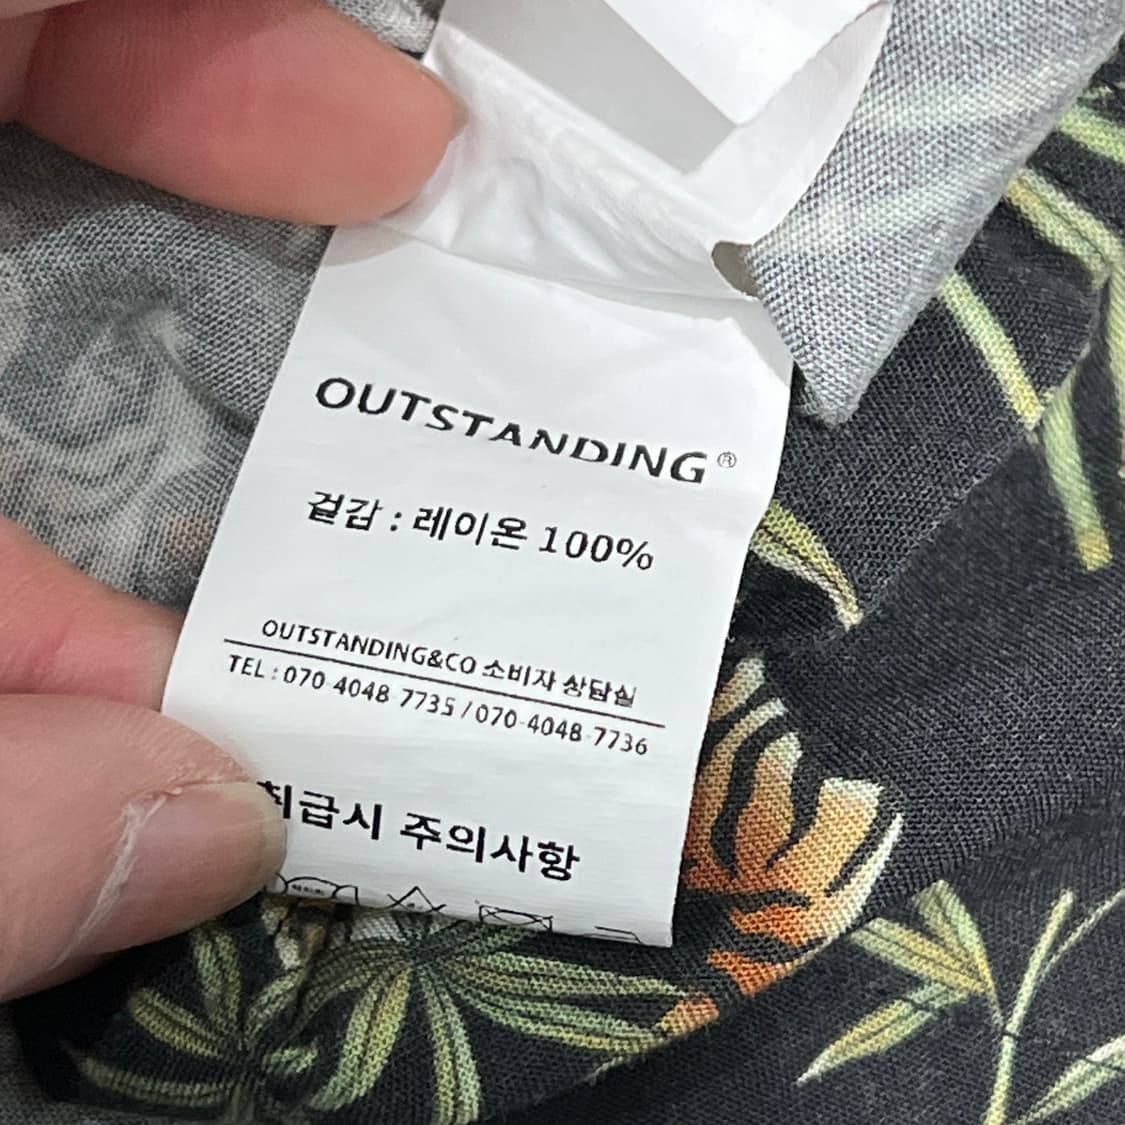 OUTSTANDING®
겉감 : 레이온 100%
OUTSTANDING&CO 소비자 상담실
TEL : 070-4048-7735 / 070-4048-7736
취급시 주의사항